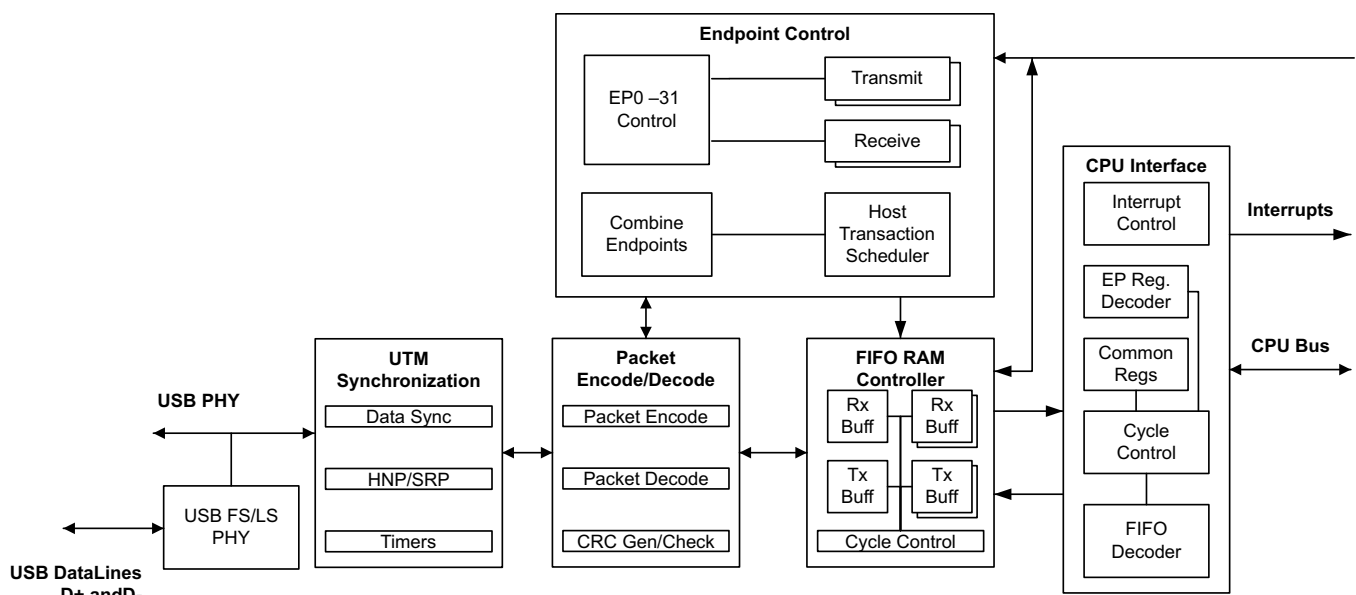 Endpoint Control
EP0 –31
Control
Transmit
Receive
Combine
Endpoints
Host
Transaction
Scheduler
CPU Interface
Interrupt
Control
Interrupts
EP Reg.
Decoder
Common
Regs
CPU Bus
Cycle
Control
FIFO
Decoder
UTM
Synchronization
Data Sync
HNP/SRP
Timers
Packet
Encode/Decode
Packet Encode
Packet Decode
CRC Gen/Check
FIFO RAM
Controller
Rx
Buff
Rx
Buff
Tx
Buff
Tx
Buff
Cycle Control
USB PHY
USB FS/LS
PHY
USB DataLines
D+ andD-